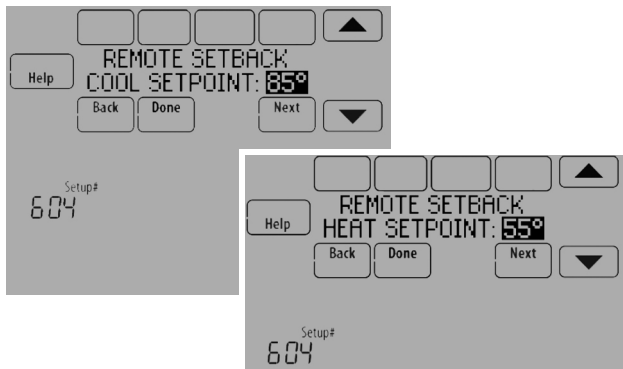 REMOTE SETBACK
Help
COOL SETPOINT: 85°
Back Done Next
Setup#
604
REMOTE SETBACK
Help
HEAT SETPOINT: 55°
Back Done Next
Setup#
604